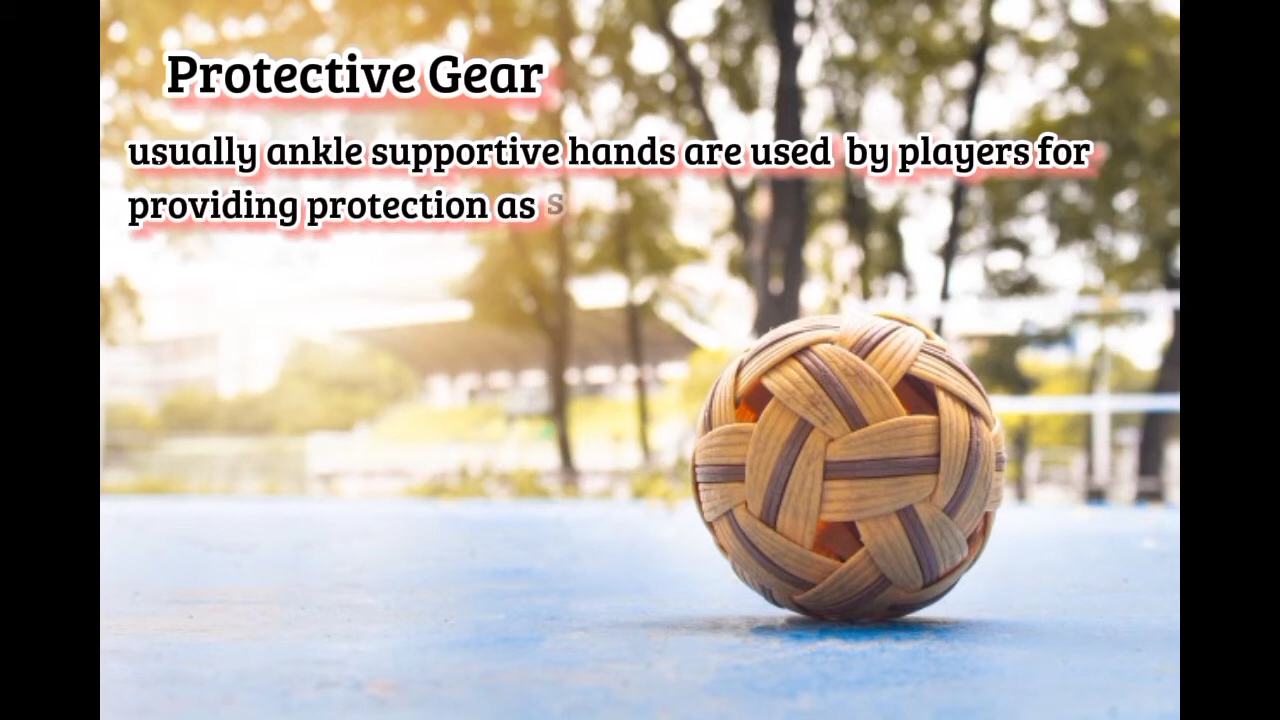 Protective Gear
usually ankle supportive hands are used by players for
providing protection as s